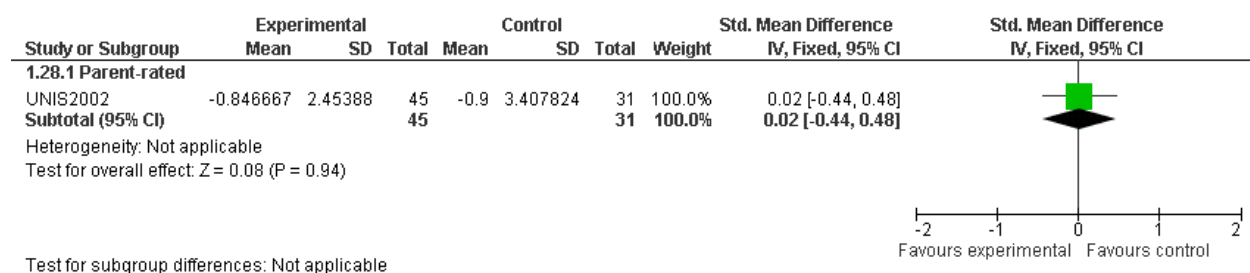 Experimental Control Std. Mean Difference Std. Mean Difference
Study or Subgroup Mean SD Total Mean SD Total Weight IV, Fixed, 95% CI IV, Fixed, 95% CI
1.28.1 Parent-rated
UNIS2002 -0.846667 2.45388 45 -0.9 3.407824 31 100.0% 0.02 [-0.44, 0.48]
Subtotal (95% CI) 45 31 100.0% 0.02 [-0.44, 0.48]
Heterogeneity: Not applicable
Test for overall effect: Z = 0.08 (P = 0.94)
-2 -1 0 1 2
Favours experimental Favours control
Test for subgroup differences: Not applicable